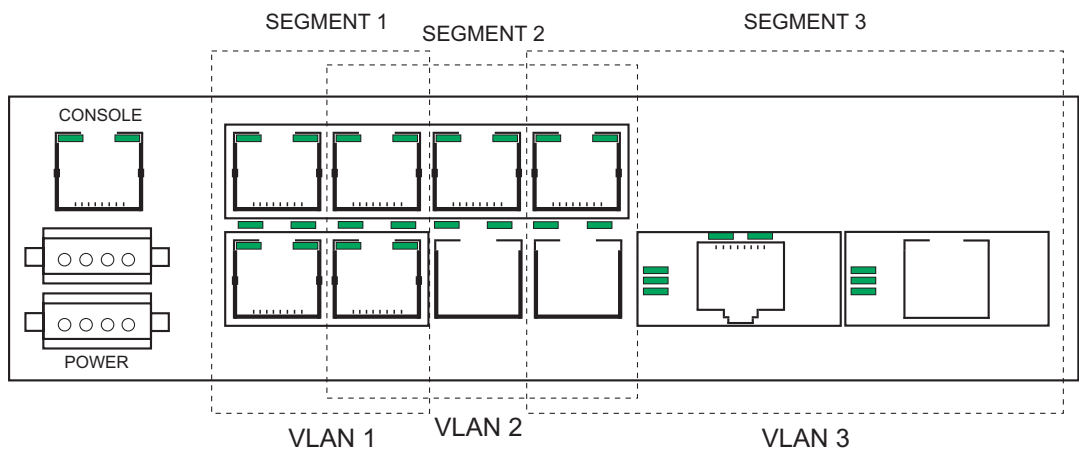 SEGMENT 1
SEGMENT 2
SEGMENT 3
CONSOLE
POWER
VLAN 1
VLAN 2
VLAN 3